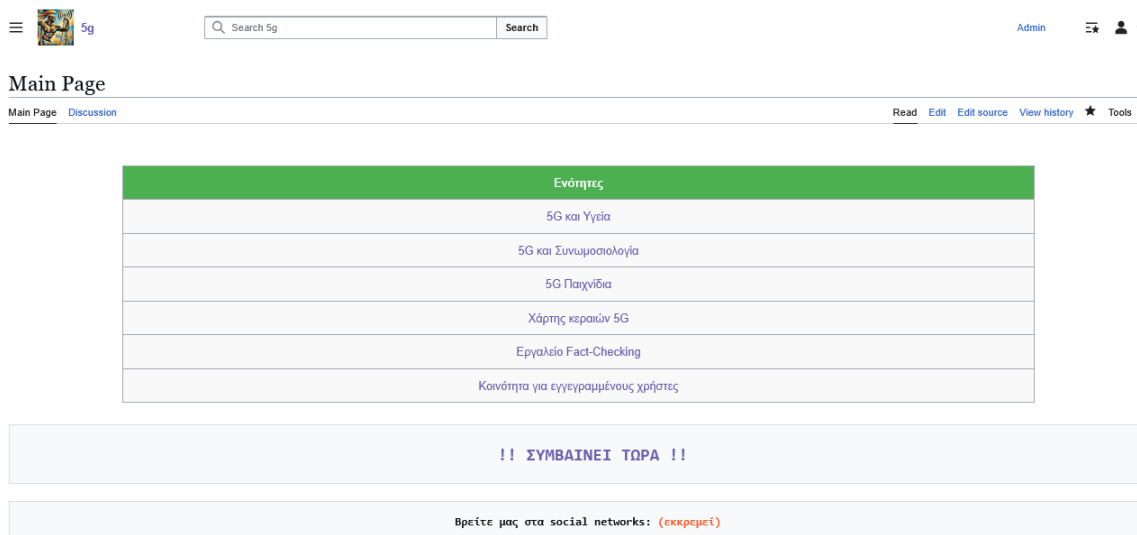 5g
Search 5g
Search
Admin
Main Page
Main Page
Discussion
Read
Edit
Edit source
View history
Tools
Ενότητες
5G και Υγεία
5G και Συνωμοσιολογία
5G Παιχνίδια
Χάρτης κεραιών 5G
Εργαλείο Fact-Checking
Κοινότητα για εγγεγραμμένους χρήστες
!! ΣΥΜΒΑΙΝΕΙ ΤΩΡΑ !!
Βρείτε μας στα social networks: (εκκρεμεί)